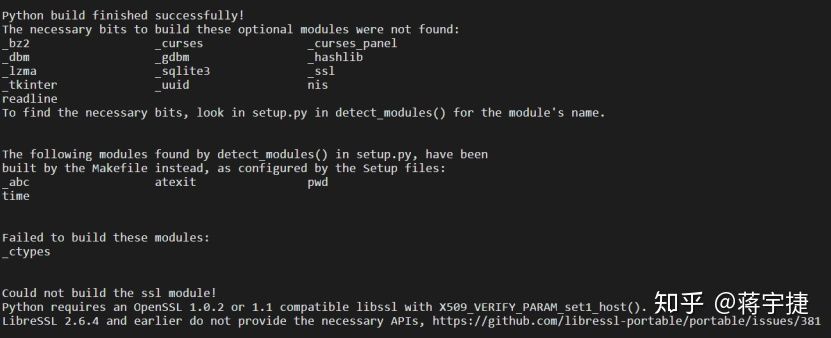 Python build finished successfully!
The necessary bits to build these optional modules were not found:
_bz2 _curses _curses_panel
_dbm _gdbm _hashlib
_lzma _sqlite3 _ssl
_tkinter _uuid nis
readline
To find the necessary bits, look in setup.py in detect_modules() for the module's name.
The following modules found by detect_modules() in setup.py, have been
built by the Makefile instead, as configured by the Setup files:
_abc atexit pwd
time
Failed to build these modules:
_ctypes
Could not build the ssl module!
Python requires an OpenSSL 1.0.2 or 1.1 compatible libssl with X509_VERIFY_PARAM_set1_host().
LibreSSL 2.6.4 and earlier do not provide the necessary APIs, https://github.com/libressl-portable/portable/issues/381
知乎 @蒋宇捷